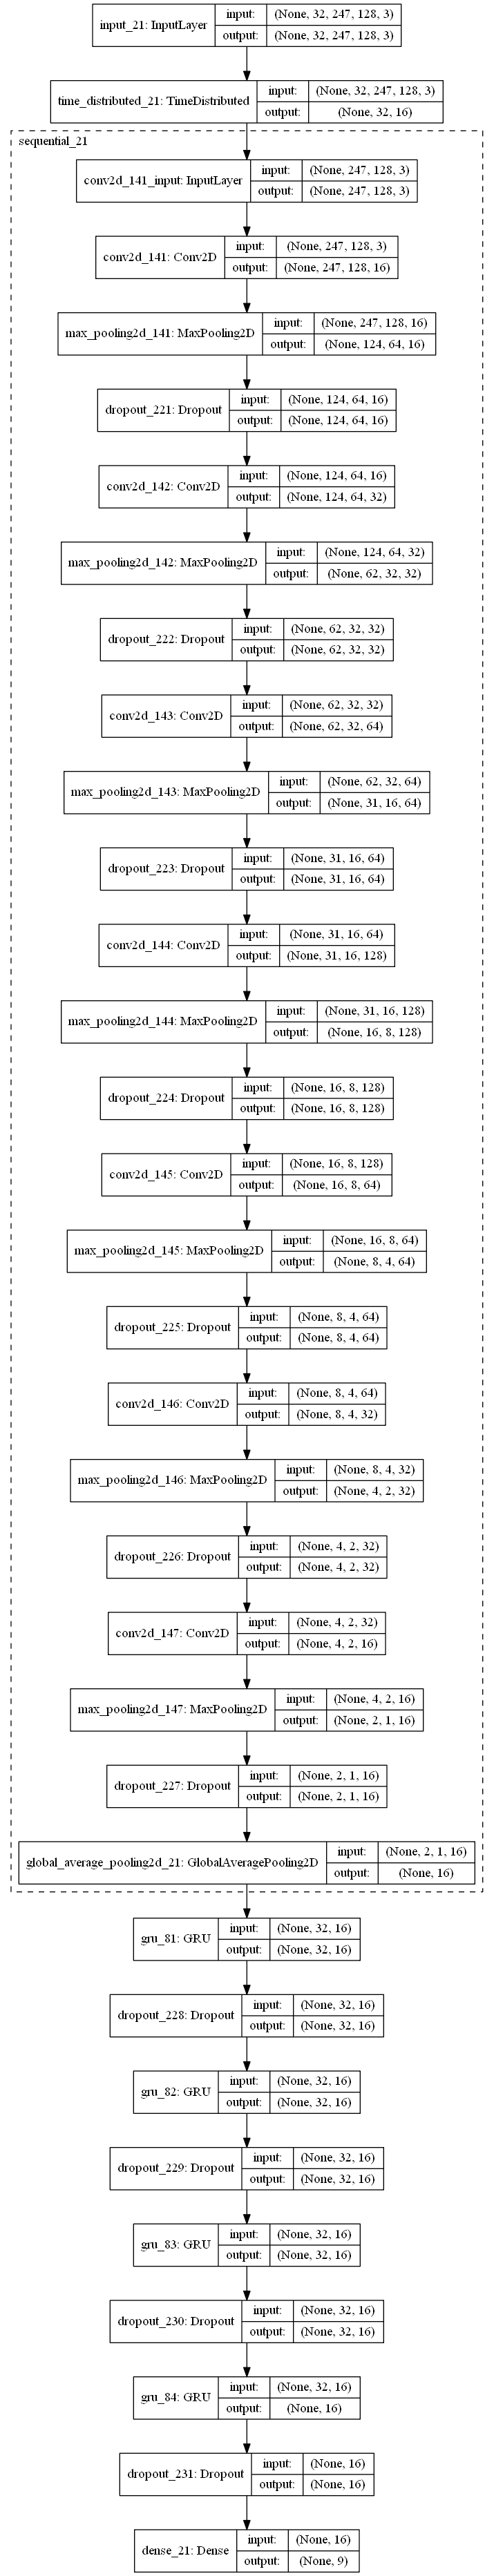 input_21: InputLayer
input:
(None, 32, 247, 128, 3)
output:
(None, 32, 247, 128, 3)
time_distributed_21: TimeDistributed
input:
(None, 32, 247, 128, 3)
output:
(None, 32, 16)
sequential_21
conv2d_141_input: InputLayer
input:
(None, 247, 128, 3)
output:
(None, 247, 128, 3)
conv2d_141: Conv2D
input:
(None, 247, 128, 3)
output:
(None, 247, 128, 16)
max_pooling2d_141: MaxPooling2D
input:
(None, 247, 128, 16)
output:
(None, 124, 64, 16)
dropout_221: Dropout
input:
(None, 124, 64, 16)
output:
(None, 124, 64, 16)
conv2d_142: Conv2D
input:
(None, 124, 64, 16)
output:
(None, 124, 64, 32)
max_pooling2d_142: MaxPooling2D
input:
(None, 124, 64, 32)
output:
(None, 62, 32, 32)
dropout_222: Dropout
input:
(None, 62, 32, 32)
output:
(None, 62, 32, 32)
conv2d_143: Conv2D
input:
(None, 62, 32, 32)
output:
(None, 62, 32, 64)
max_pooling2d_143: MaxPooling2D
input:
(None, 62, 32, 64)
output:
(None, 31, 16, 64)
dropout_223: Dropout
input:
(None, 31, 16, 64)
output:
(None, 31, 16, 64)
conv2d_144: Conv2D
input:
(None, 31, 16, 64)
output:
(None, 31, 16, 128)
max_pooling2d_144: MaxPooling2D
input:
(None, 31, 16, 128)
output:
(None, 16, 8, 128)
dropout_224: Dropout
input:
(None, 16, 8, 128)
output:
(None, 16, 8, 128)
conv2d_145: Conv2D
input:
(None, 16, 8, 128)
output:
(None, 16, 8, 64)
max_pooling2d_145: MaxPooling2D
input:
(None, 16, 8, 64)
output:
(None, 8, 4, 64)
dropout_225: Dropout
input:
(None, 8, 4, 64)
output:
(None, 8, 4, 64)
conv2d_146: Conv2D
input:
(None, 8, 4, 64)
output:
(None, 8, 4, 32)
max_pooling2d_146: MaxPooling2D
input:
(None, 8, 4, 32)
output:
(None, 4, 2, 32)
dropout_226: Dropout
input:
(None, 4, 2, 32)
output:
(None, 4, 2, 32)
conv2d_147: Conv2D
input:
(None, 4, 2, 32)
output:
(None, 4, 2, 16)
max_pooling2d_147: MaxPooling2D
input:
(None, 4, 2, 16)
output:
(None, 2, 1, 16)
dropout_227: Dropout
input:
(None, 2, 1, 16)
output:
(None, 2, 1, 16)
global_average_pooling2d_21: GlobalAveragePooling2D
input:
(None, 2, 1, 16)
output:
(None, 16)
gru_81: GRU
input:
(None, 32, 16)
output:
(None, 32, 16)
dropout_228: Dropout
input:
(None, 32, 16)
output:
(None, 32, 16)
gru_82: GRU
input:
(None, 32, 16)
output:
(None, 32, 16)
dropout_229: Dropout
input:
(None, 32, 16)
output:
(None, 32, 16)
gru_83: GRU
input:
(None, 32, 16)
output:
(None, 32, 16)
dropout_230: Dropout
input:
(None, 32, 16)
output:
(None, 32, 16)
gru_84: GRU
input:
(None, 32, 16)
output:
(None, 16)
dropout_231: Dropout
input:
(None, 16)
output:
(None, 16)
dense_21: Dense
input:
(None, 16)
output:
(None, 9)